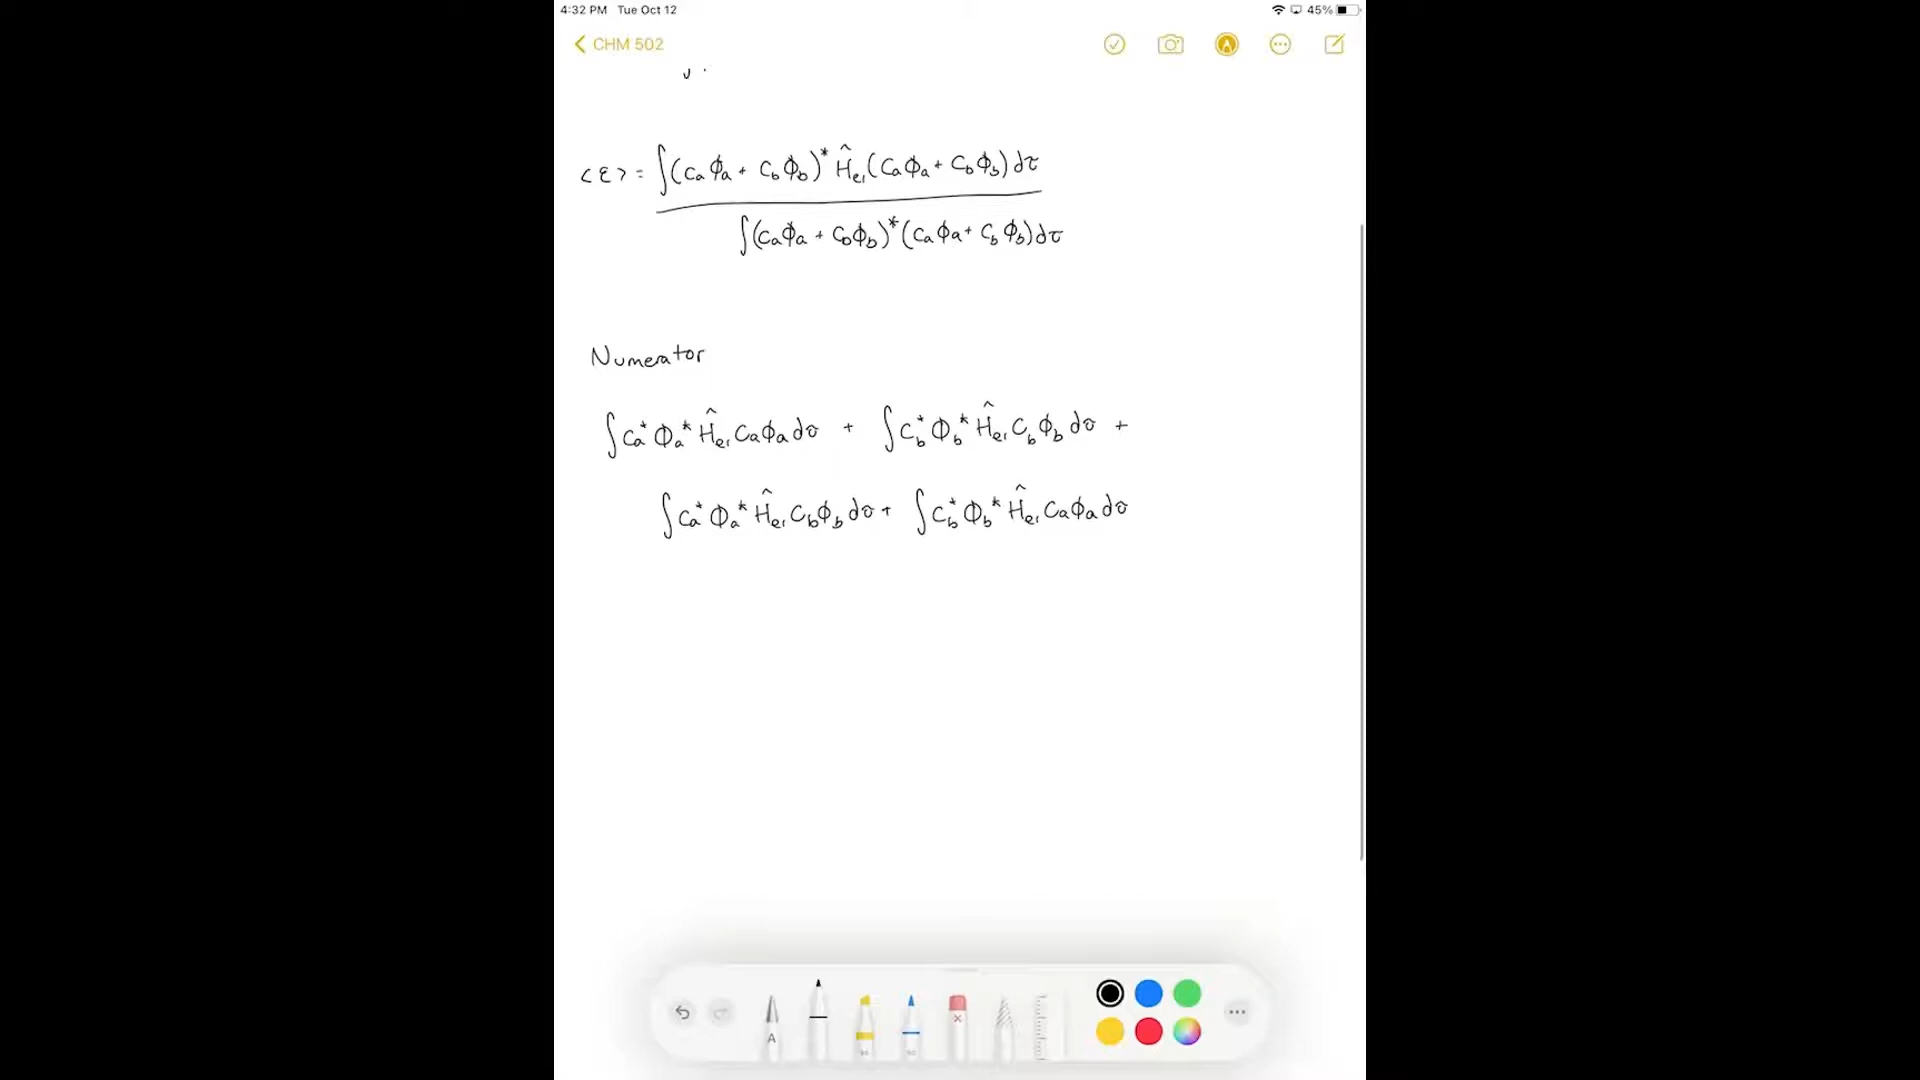 4:32 PM Tue Oct 12 45%
CHM 502
<ε> = ∫(CaΦa + CbΦb)* Ĥel (CaΦa + CbΦb) dτ
∫(CaΦa + CbΦb)* (CaΦa + CbΦb) dτ
Numerator
∫Ca* Φa* Ĥel CaΦa dτ + ∫Cb* Φb* Ĥel CbΦb dτ +
∫Ca* Φa* Ĥel CbΦb dτ + ∫Cb* Φb* Ĥel CaΦa dτ
A